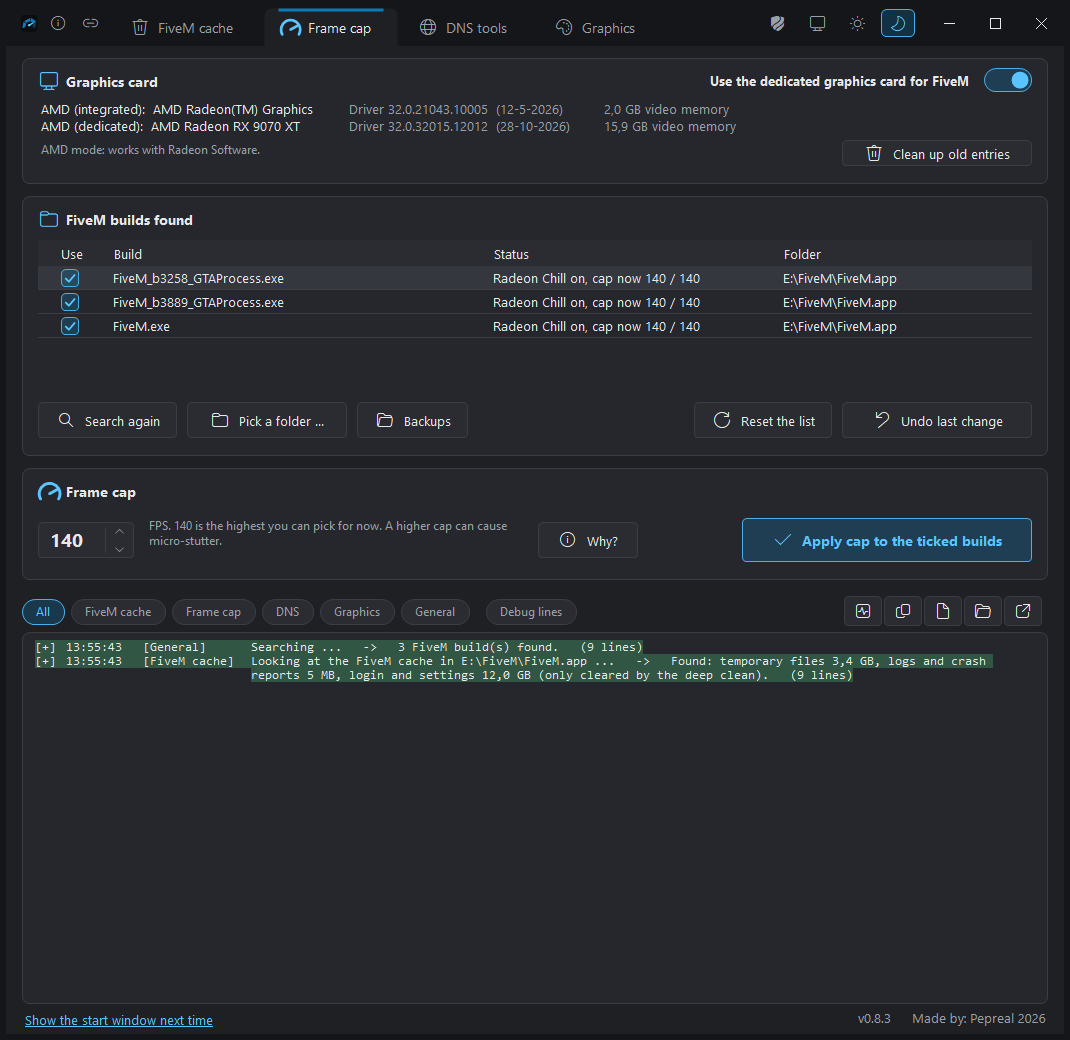 FiveM cache
Frame cap
DNS tools
Graphics
Graphics card
Use the dedicated graphics card for FiveM
AMD (integrated): AMD Radeon(TM) Graphics Driver 32.0.21043.10005 (12-5-2026) 2,0 GB video memory
AMD (dedicated): AMD Radeon RX 9070 XT Driver 32.0.32015.12012 (28-10-2026) 15,9 GB video memory
AMD mode: works with Radeon Software.
Clean up old entries
FiveM builds found
Use Build Status Folder
FiveM_b3258_GTAProcess.exe Radeon Chill on, cap now 140 / 140 E:\FiveM\FiveM.app
FiveM_b3889_GTAProcess.exe Radeon Chill on, cap now 140 / 140 E:\FiveM\FiveM.app
FiveM.exe Radeon Chill on, cap now 140 / 140 E:\FiveM\FiveM.app
Search again
Pick a folder ...
Backups
Reset the list
Undo last change
Frame cap
140
FPS. 140 is the highest you can pick for now. A higher cap can cause
micro-stutter.
Why?
Apply cap to the ticked builds
All
FiveM cache
Frame cap
DNS
Graphics
General
Debug lines
[+] 13:55:43 [General] Searching ... -> 3 FiveM build(s) found. (9 lines)
[+] 13:55:43 [FiveM cache] Looking at the FiveM cache in E:\FiveM\FiveM.app ... -> Found: temporary files 3,4 GB, logs and crash
reports 5 MB, login and settings 12,0 GB (only cleared by the deep clean). (9 lines)
Show the start window next time
v0.8.3
Made by: Pepreal 2026